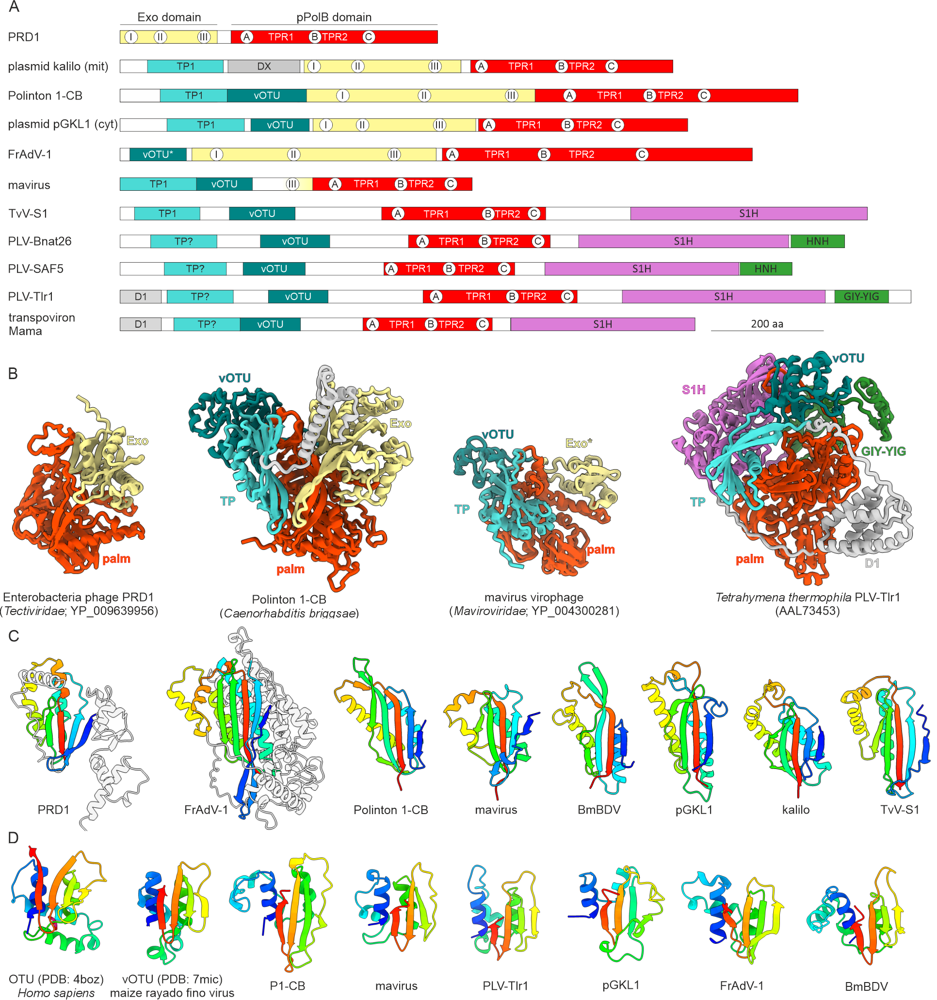 A
Exo domain pPolB domain
PRD1 I II III A TPR1 B TPR2 C
plasmid kalilo (mit) TP1 DX I II III A TPR1 B TPR2 C
Polinton 1-CB TP1 vOTU I II III A TPR1 B TPR2 C
plasmid pGKL1 (cyt) TP1 vOTU I II III A TPR1 B TPR2 C
FrAdV-1 vOTU* I II III A TPR1 B TPR2 C
mavirus TP1 vOTU III A TPR1 B TPR2 C
TvV-S1 TP1 vOTU A TPR1 B TPR2 C S1H
PLV-Bnat26 TP? vOTU A TPR1 B TPR2 C S1H HNH
PLV-SAF5 TP? vOTU A TPR1 B TPR2 C S1H HNH
PLV-Tlr1 D1 TP? vOTU A TPR1 B TPR2 C S1H GIY-YIG
transpoviron
Mama D1 TP? vOTU A TPR1 B TPR2 C S1H 200 aa
B
Exo
palm
Enterobacteria phage PRD1
(Tectiviridae; YP_009639956)
vOTU
Exo
TP
palm
Polinton 1-CB
(Caenorhabditis briggsae)
vOTU
Exo*
TP
palm
mavirus virophage
(Maviroviridae; YP_004300281)
vOTU
S1H
GIY-YIG
TP
palm
D1
Tetrahymena thermophila PLV-Tlr1
(AAL73453)
C
PRD1 FrAdV-1 Polinton 1-CB mavirus BmBDV pGKL1 kalilo TvV-S1
D
OTU (PDB: 4boz)
Homo sapiens
vOTU (PDB: 7mic)
maize rayado fino virus
P1-CB mavirus PLV-Tlr1 pGKL1 FrAdV-1 BmBDV